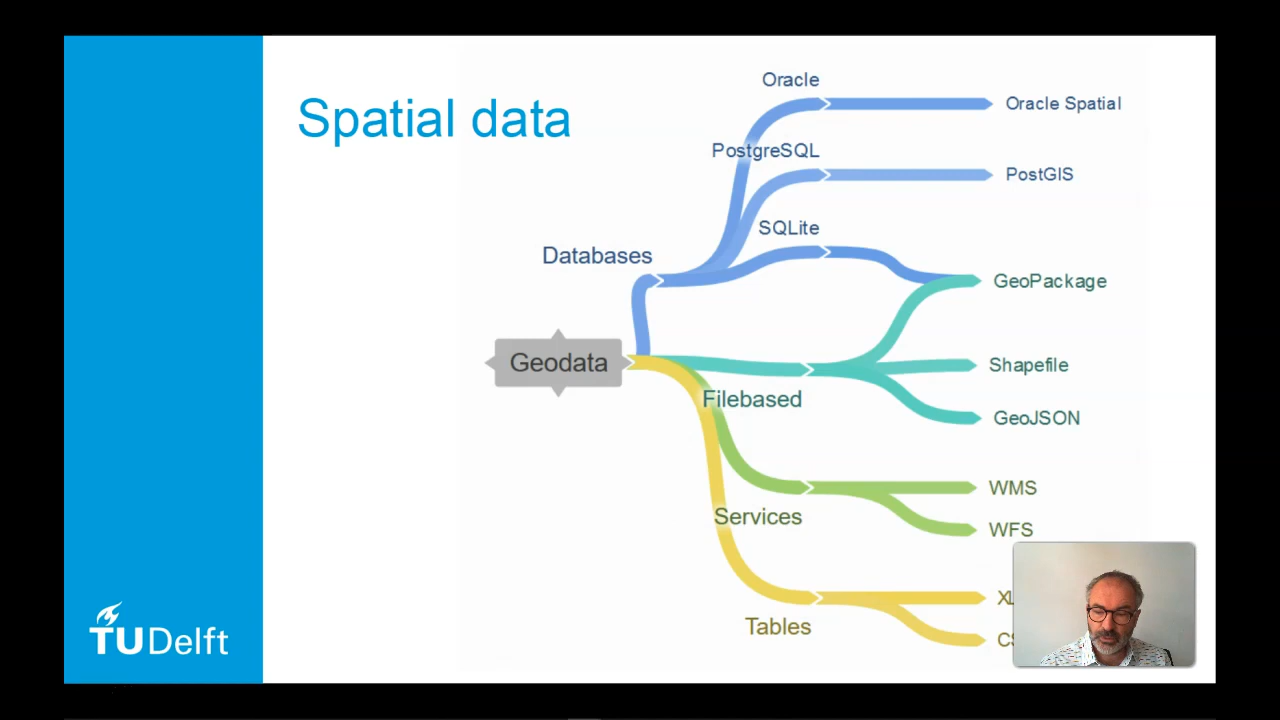 Spatial data
Oracle
Oracle Spatial
PostgreSQL
PostGIS
SQLite
Databases
GeoPackage
Geodata
Shapefile
Filebased
GeoJSON
WMS
Services
WFS
Tables
TUDelft